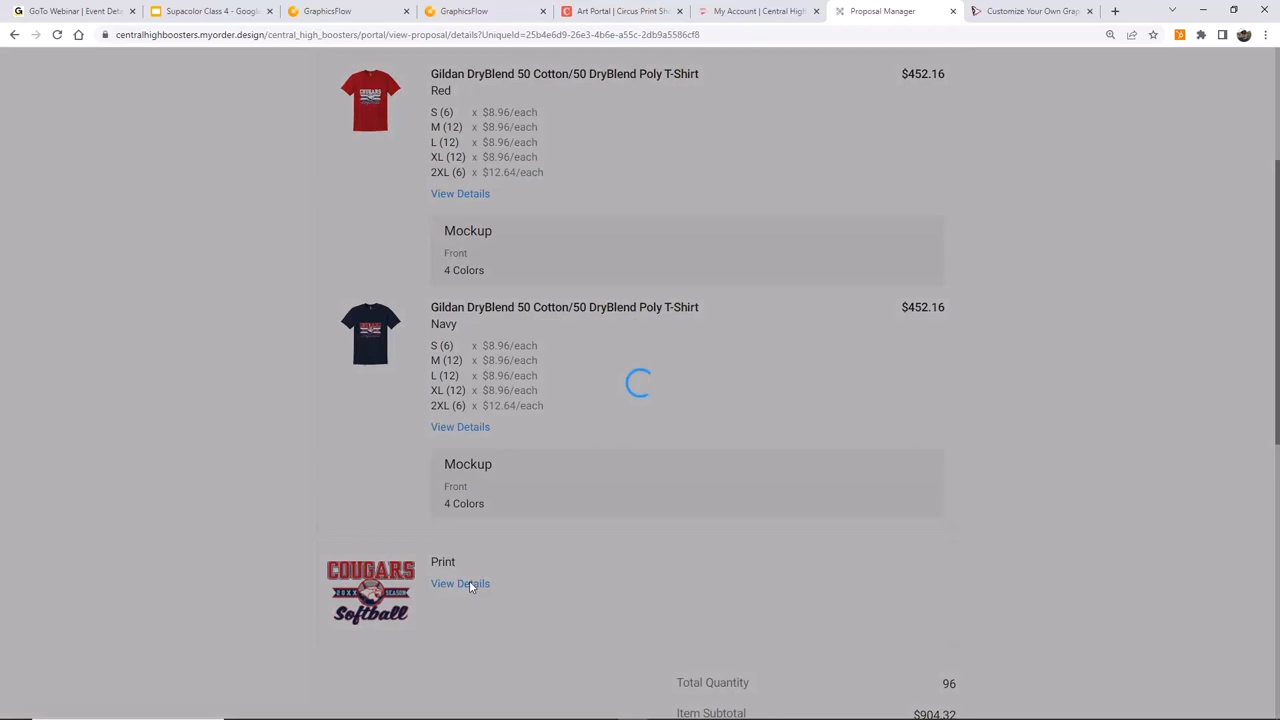 GoTo Webinar | Event Deta
Supacolor Class 4 - Google
GraphicsFlow
GraphicsFlow
Art Portal | Circus Print Sho
My Account | Central High
Proposal Manager
Customize Your Own Grap
centralhighboosters.myorder.design/central_high_boosters/portal/view-proposal/details?UniqueId=25b4e6d9-26e3-4b6e-a55c-2db9a5586cf8
Gildan DryBlend 50 Cotton/50 DryBlend Poly T-Shirt $452.16
Red
S (6) x $8.96/each
M (12) x $8.96/each
L (12) x $8.96/each
XL (12) x $8.96/each
2XL (6) x $12.64/each
View Details
Mockup
Front
4 Colors
Gildan DryBlend 50 Cotton/50 DryBlend Poly T-Shirt $452.16
Navy
S (6) x $8.96/each
M (12) x $8.96/each
L (12) x $8.96/each
XL (12) x $8.96/each
2XL (6) x $12.64/each
View Details
Mockup
Front
4 Colors
Print
View Details
COUGARS
20XX SEASON
Softball
Total Quantity 96
Item Subtotal $904.32